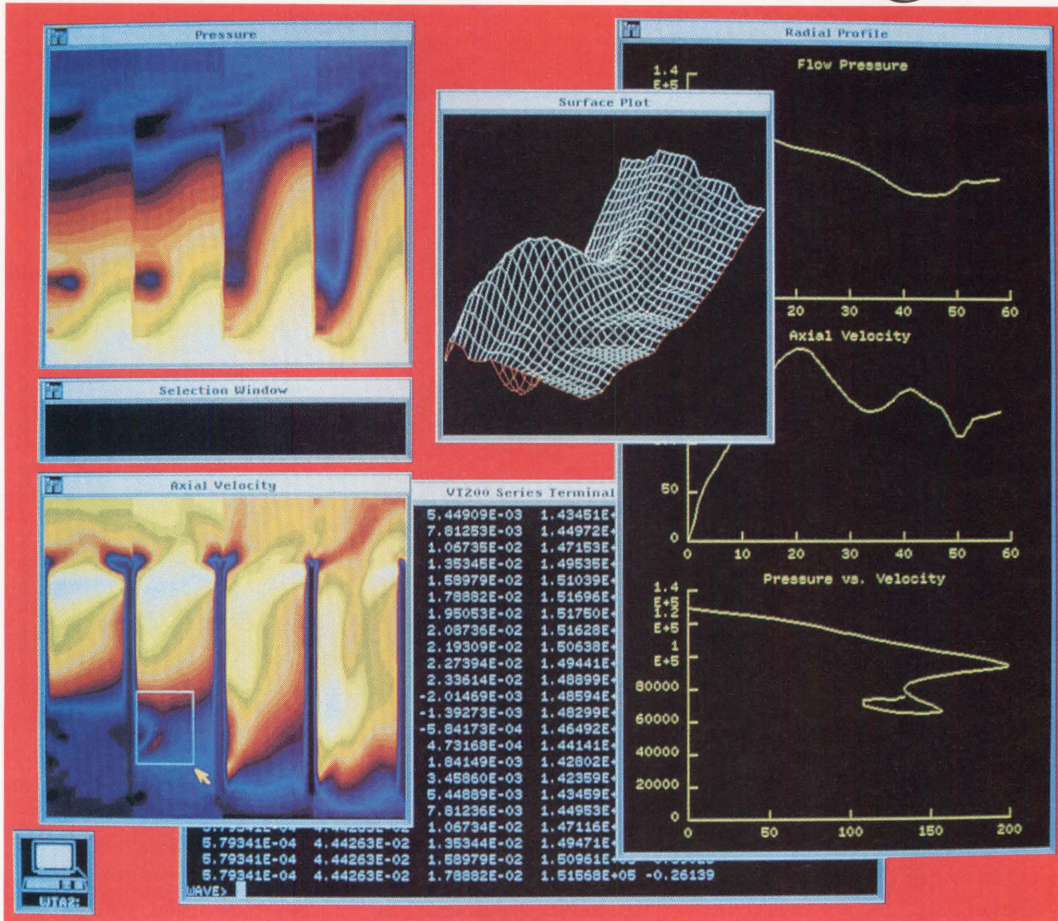 Pressure
Selection Window
Axial Velocity
Surface Plot
Radial Profile
Flow Pressure
1.4
E+5
20 30 40 50 60
Axial Velocity
50
0
0 10 20 30 40 50 60
Pressure vs. Velocity
1.4
E+5
1.2
E+5
1
E+5
80000
60000
40000
20000
0
0 50 100 150 200
VT200 Series Terminal
5.44909E-03 1.43451E+
7.81253E-03 1.44972E+
1.06735E-02 1.47153E+
1.35345E-02 1.49535E+
1.58979E-02 1.51039E+
1.78882E-02 1.51696E+
1.95053E-02 1.51750E+
2.08736E-02 1.51628E+
2.19309E-02 1.50638E+
2.27394E-02 1.49441E+
2.33614E-02 1.48899E+
-2.01469E-03 1.48594E+
-1.39273E-03 1.48299E+
-5.84173E-04 1.46492E+
4.73168E-04 1.44141E+
1.84149E-03 1.42802E+
3.45860E-03 1.42359E+
5.44889E-03 1.43459E+
7.81236E-03 1.44953E+
5.79341E-04 4.44263E-02 1.06734E-02 1.47116E+
5.79341E-04 4.44263E-02 1.35344E-02 1.49471E+
5.79341E-04 4.44263E-02 1.58979E-02 1.50961E+05
5.79341E-04 4.44263E-02 1.78882E-02 1.51568E+05 -0.26139
WAVE>
WTA2: